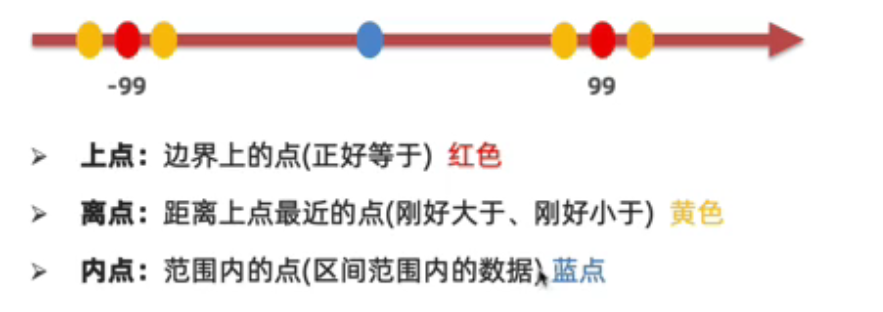 -99 99
上点：边界上的点(正好等于) 红色
离点：距离上点最近的点(刚好大于、刚好小于) 黄色
内点：范围内的点(区间范围内的数据) 蓝点